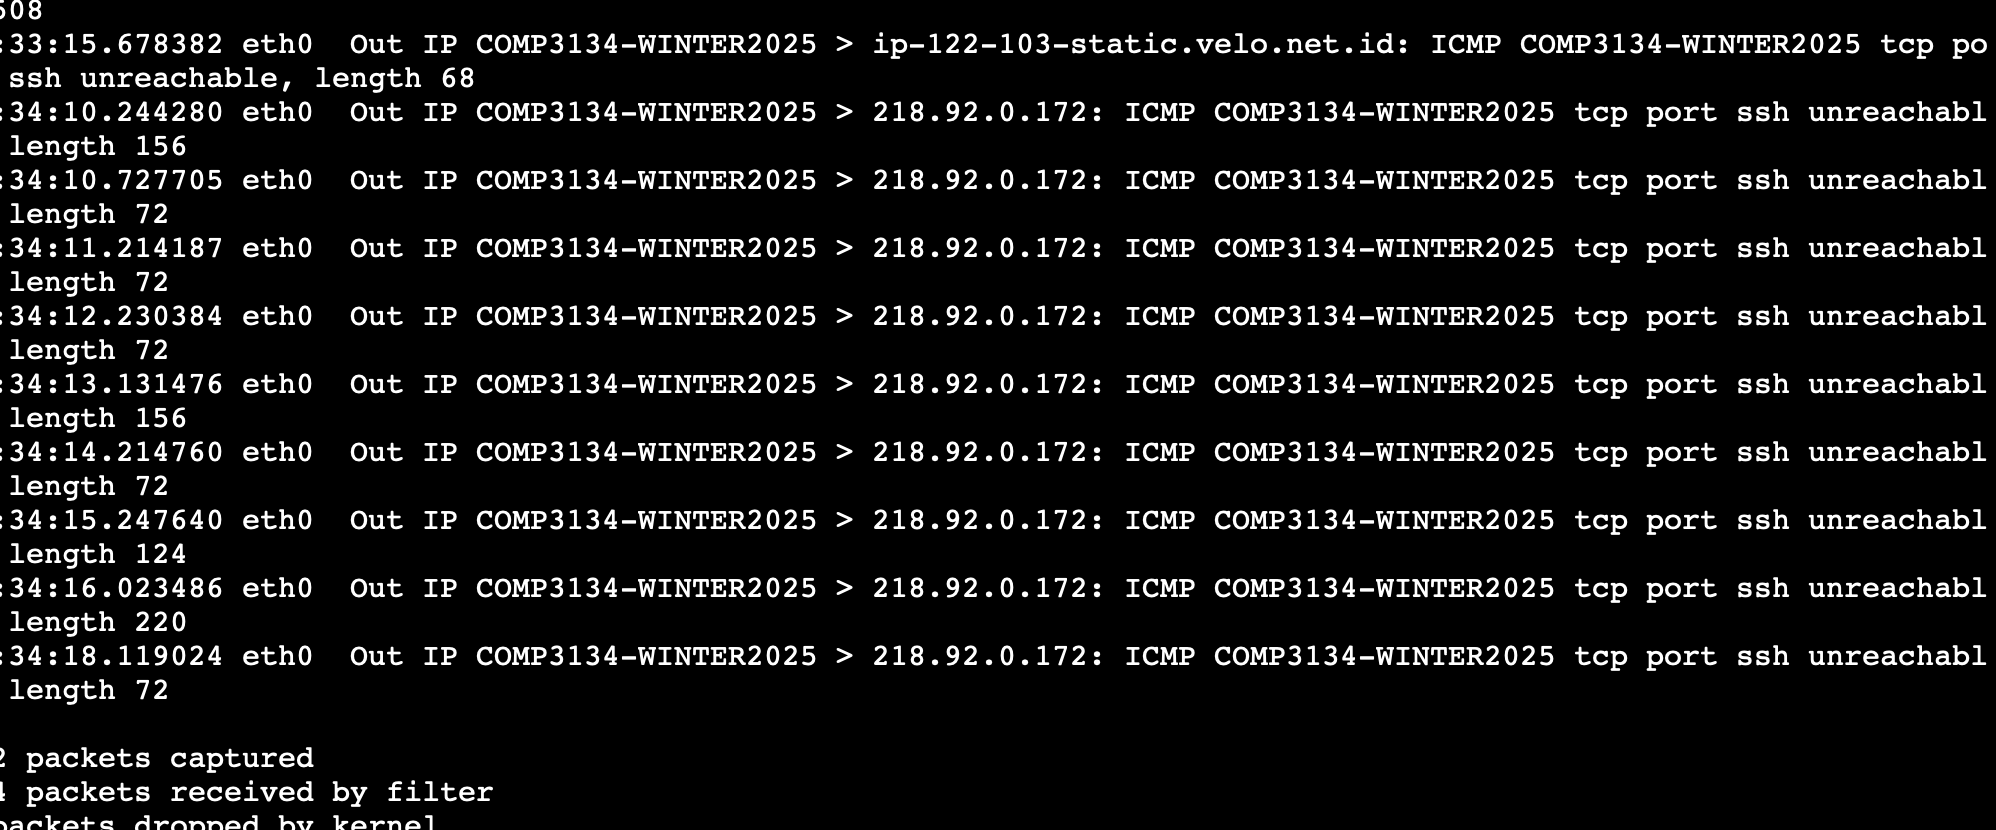 508
:33:15.678382 eth0  Out IP COMP3134-WINTER2025 > ip-122-103-static.velo.net.id: ICMP COMP3134-WINTER2025 tcp po
ssh unreachable, length 68
:34:10.244280 eth0  Out IP COMP3134-WINTER2025 > 218.92.0.172: ICMP COMP3134-WINTER2025 tcp port ssh unreachabl
length 156
:34:10.727705 eth0  Out IP COMP3134-WINTER2025 > 218.92.0.172: ICMP COMP3134-WINTER2025 tcp port ssh unreachabl
length 72
:34:11.214187 eth0  Out IP COMP3134-WINTER2025 > 218.92.0.172: ICMP COMP3134-WINTER2025 tcp port ssh unreachabl
length 72
:34:12.230384 eth0  Out IP COMP3134-WINTER2025 > 218.92.0.172: ICMP COMP3134-WINTER2025 tcp port ssh unreachabl
length 72
:34:13.131476 eth0  Out IP COMP3134-WINTER2025 > 218.92.0.172: ICMP COMP3134-WINTER2025 tcp port ssh unreachabl
length 156
:34:14.214760 eth0  Out IP COMP3134-WINTER2025 > 218.92.0.172: ICMP COMP3134-WINTER2025 tcp port ssh unreachabl
length 72
:34:15.247640 eth0  Out IP COMP3134-WINTER2025 > 218.92.0.172: ICMP COMP3134-WINTER2025 tcp port ssh unreachabl
length 124
:34:16.023486 eth0  Out IP COMP3134-WINTER2025 > 218.92.0.172: ICMP COMP3134-WINTER2025 tcp port ssh unreachabl
length 220
:34:18.119024 eth0  Out IP COMP3134-WINTER2025 > 218.92.0.172: ICMP COMP3134-WINTER2025 tcp port ssh unreachabl
length 72
2 packets captured
4 packets received by filter
packets dropped by kernel